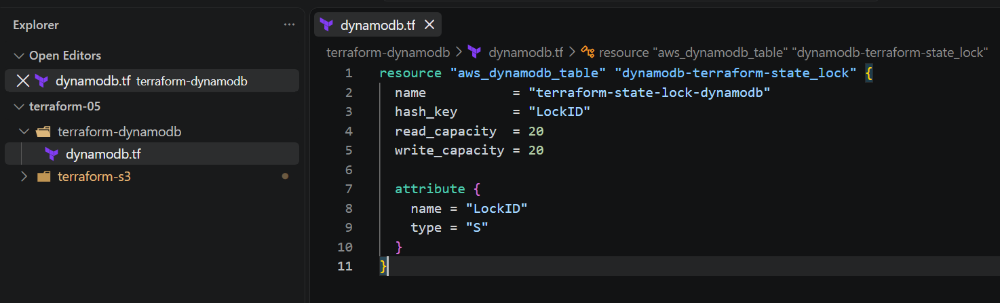 Explorer
...
Open Editors
dynamodb.tf terraform-dynamodb
terraform-05
terraform-dynamodb
dynamodb.tf
terraform-s3
dynamodb.tf
terraform-dynamodb > dynamodb.tf > resource "aws_dynamodb_table" "dynamodb-terraform-state_lock"
1 resource "aws_dynamodb_table" "dynamodb-terraform-state_lock" {
2   name           = "terraform-state-lock-dynamodb"
3   hash_key       = "LockID"
4   read_capacity  = 20
5   write_capacity = 20
6
7   attribute {
8     name = "LockID"
9     type = "S"
10   }
11 }